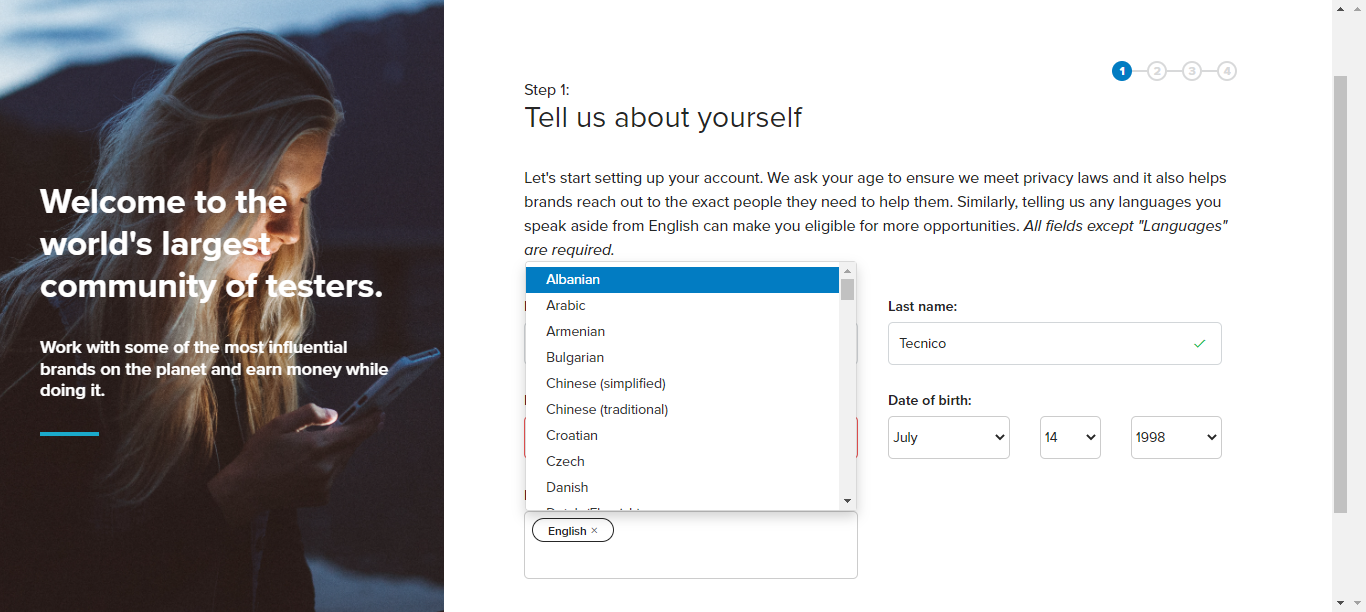 Welcome to the
world's largest
community of testers.
Work with some of the most influential
brands on the planet and earn money while
doing it.
1 2 3 4
Step 1:
Tell us about yourself
Let's start setting up your account. We ask your age to ensure we meet privacy laws and it also helps
brands reach out to the exact people they need to help them. Similarly, telling us any languages you
speak aside from English can make you eligible for more opportunities. All fields except "Languages"
are required.
Albanian
Arabic
Armenian
Bulgarian
Chinese (simplified)
Chinese (traditional)
Croatian
Czech
Danish
English ×
Last name:
Tecnico
Date of birth:
July 14 1998